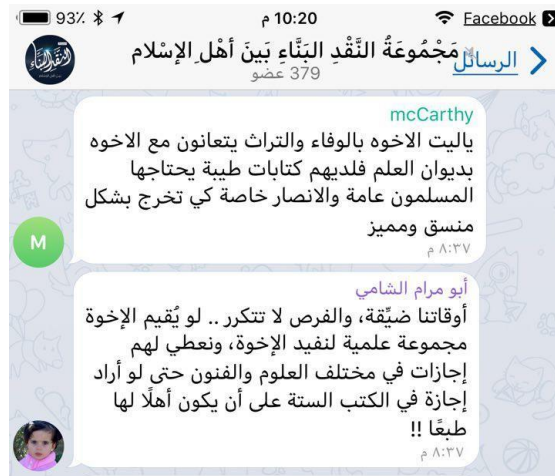 93٪ 10:20 م Facebook
الرسائل مَجْمُوعَةُ النَّقْدِ البَنَّاءِ بَينَ أهْلِ الإسْلام
379 عضو
mcCarthy
ياليت الاخوه بالوفاء والتراث يتعانون مع الاخوه
بديوان العلم فلديهم كتابات طيبة يحتاجها
المسلمون عامة والانصار خاصة كي تخرج بشكل
منسق ومميز
٨:٣٧ م
M
أبو مرام الشامي
أوقاتنا ضيِّقة، والفرص لا تتكرر .. لو يُقيم الإخوة
مجموعة علمية لنفيد الإخوة، ونعطي لهم
إجازات في مختلف العلوم والفنون حتى لو أراد
إجازة في الكتب الستة على أن يكون أهلًا لها
طبعًا !!
٨:٣٧ م